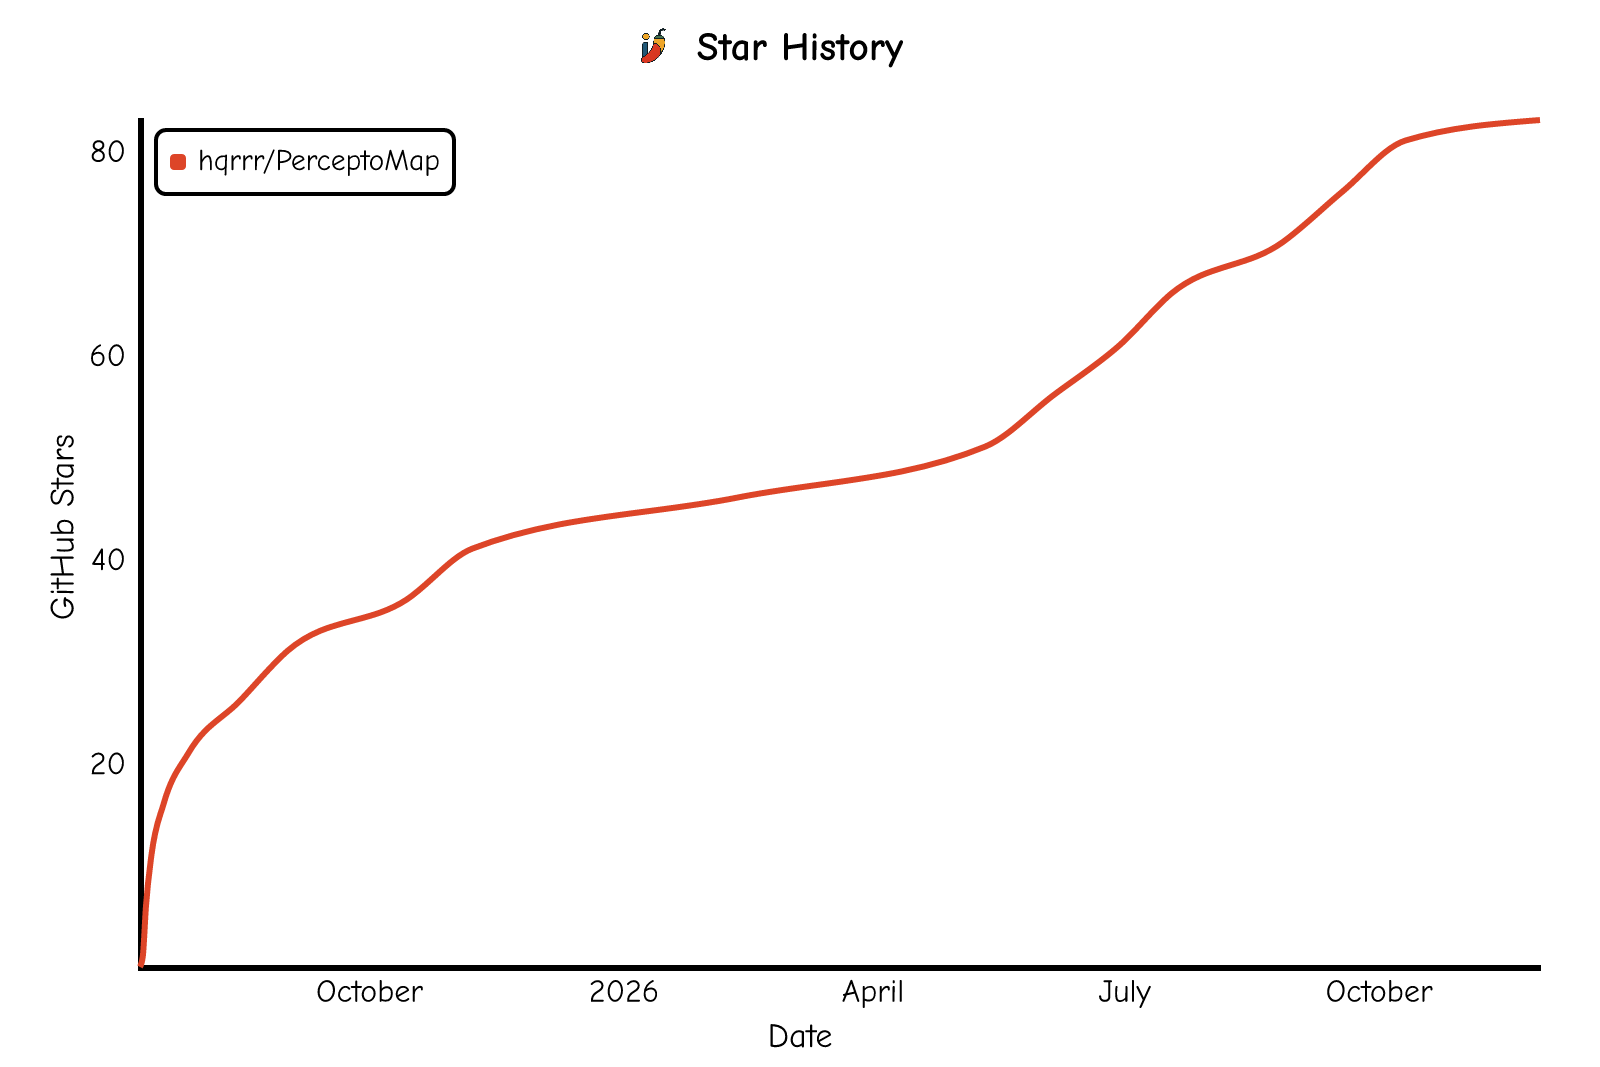 Star History
hqrrr/PerceptoMap
80
60
40
20
GitHub Stars
October
2026
April
July
October
Date